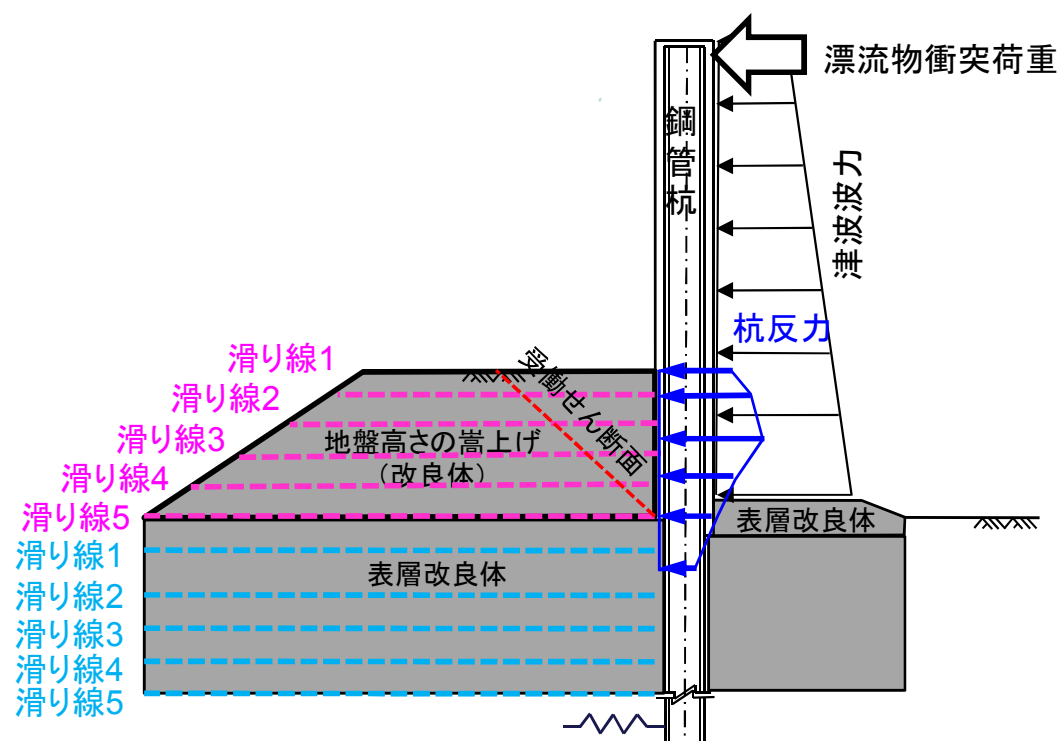 漂流物衝突荷重
鋼管杭
津波波力
杭反力
滑り線1
滑り線2
滑り線3
滑り線4
滑り線5
受働せん断面
地盤高さの嵩上げ
（改良体）
表層改良体
表層改良体
滑り線1
滑り線2
滑り線3
滑り線4
滑り線5